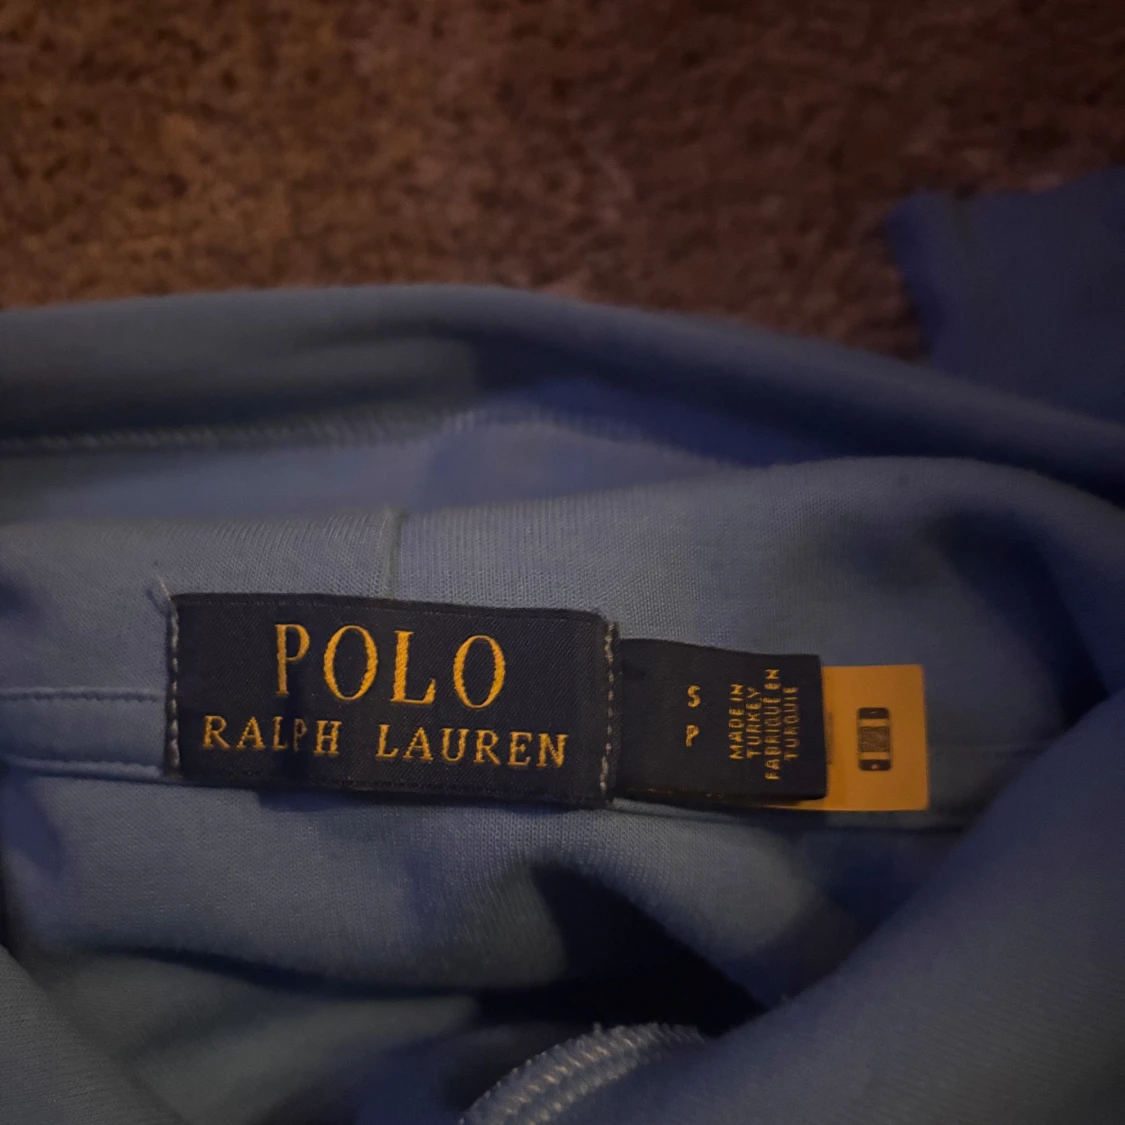 POLO
RALPH LAUREN
S
P
MADE IN
TURKEY
FABRIQUÉ EN
TURQUIE